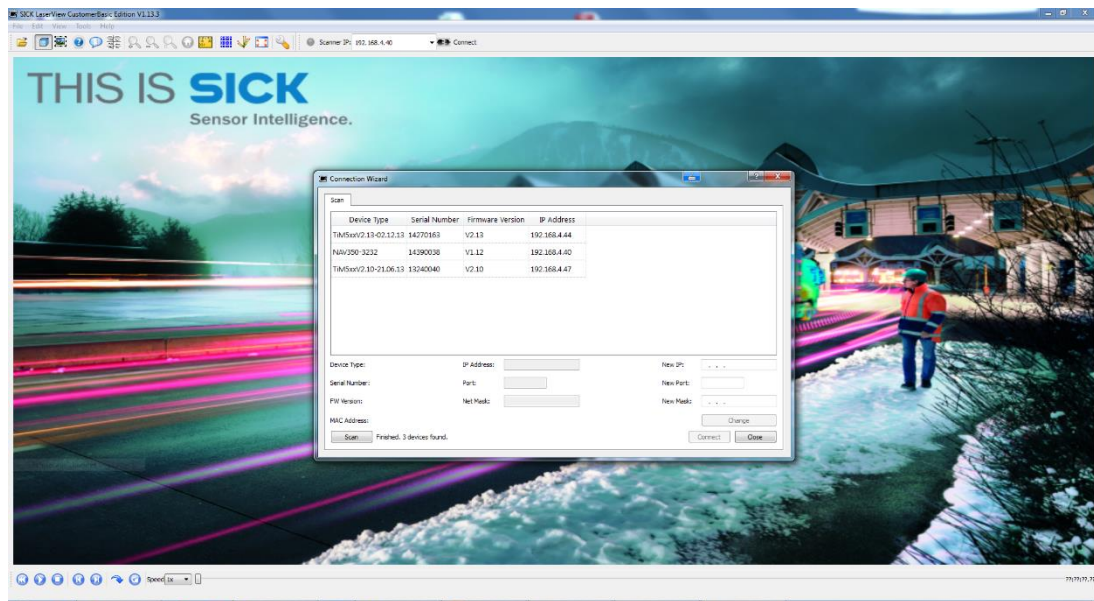 SICK LaserView CustomerBasic Edition V1.13.3
File Edit View Tools Help
Scanner IP: 192.168.4.40 Connect
THIS IS SICK
Sensor Intelligence.
Connection Wizard
Scan
Device Type Serial Number Firmware Version IP Address
TiM5xxV2.13-02.12.13 14270163 V2.13 192.168.4.44
NAV350-3232 14390038 V1.12 192.168.4.40
TiM5xxV2.10-21.06.13 13240040 V2.10 192.168.4.47
Device Type: IP Address: New IP: . . .
Serial Number: Port: New Port:
FW Version: Net Mask: New Mask: . . .
MAC Address: Change
Scan Finished. 3 devices found. Connect Close
Speed 1x